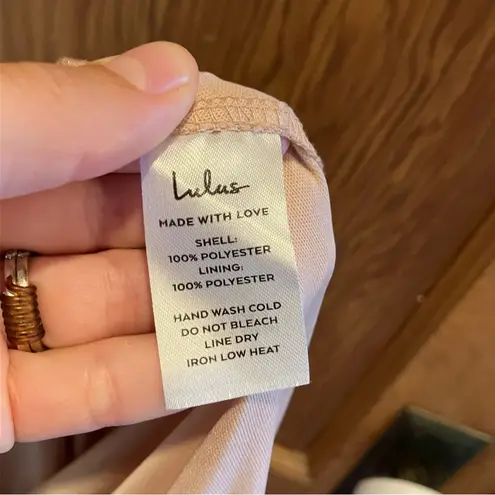 Lulus
MADE WITH LOVE
SHELL:
100% POLYESTER
LINING:
100% POLYESTER
HAND WASH COLD
DO NOT BLEACH
LINE DRY
IRON LOW HEAT